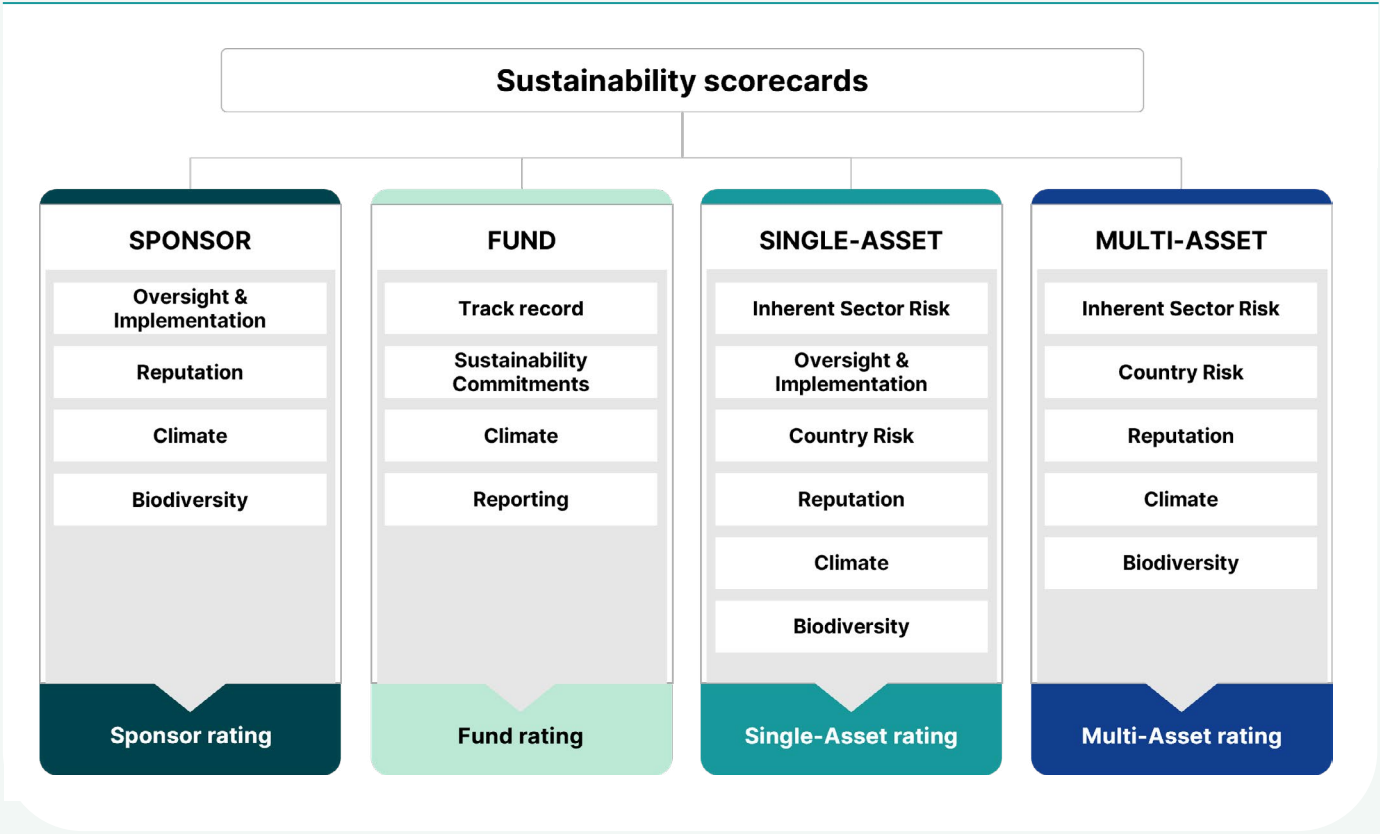 Sustainability scorecards
SPONSOR
Oversight &
Implementation
Reputation
Climate
Biodiversity
Sponsor rating
FUND
Track record
Sustainability
Commitments
Climate
Reporting
Fund rating
SINGLE-ASSET
Inherent Sector Risk
Oversight &
Implementation
Country Risk
Reputation
Climate
Biodiversity
Single-Asset rating
MULTI-ASSET
Inherent Sector Risk
Country Risk
Reputation
Climate
Biodiversity
Multi-Asset rating